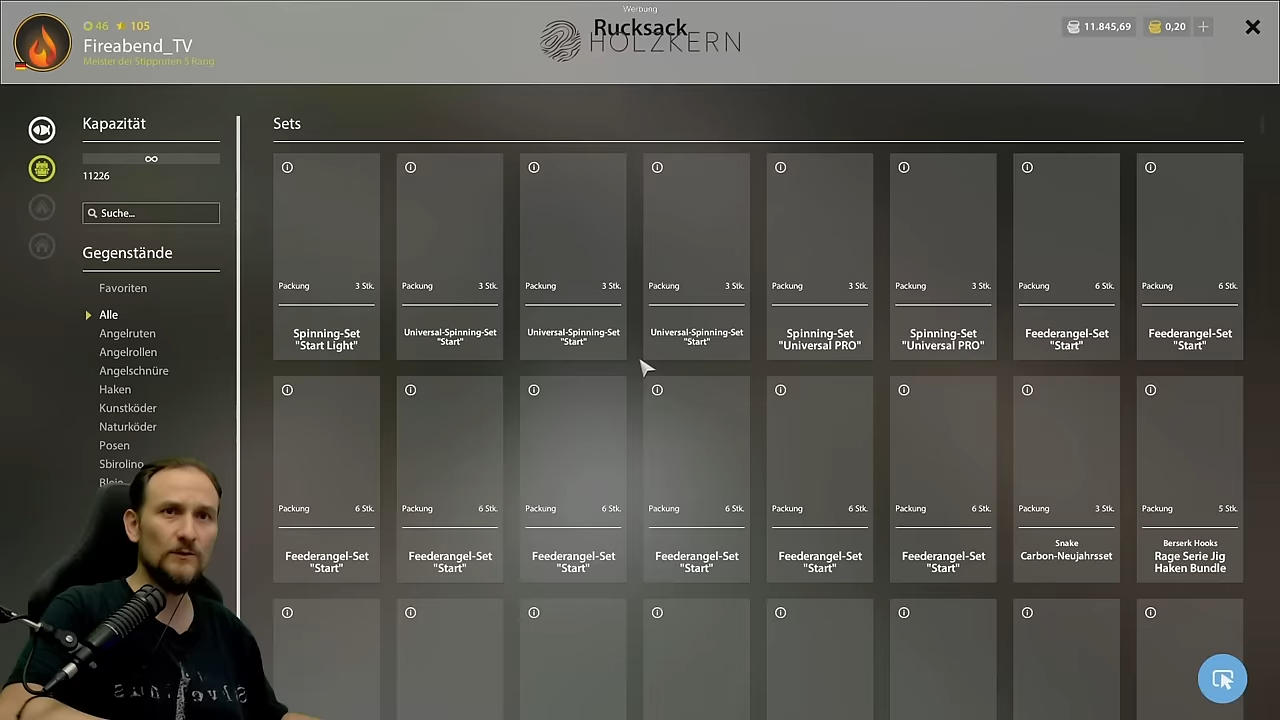 Werbung
46 105
Fireabend_TV
Meister der Stippruten 5 Rang
Rucksack
HOLZKERN
11.845,69
0,20
Kapazität
∞
11226
Suche...
Gegenstände
Favoriten
Alle
Angelruten
Angelrollen
Angelschnüre
Haken
Kunstköder
Naturköder
Posen
Sbirolino
Bleie
Sets
Packung 3 Stk.
Spinning-Set
"Start Light"
Packung 3 Stk.
Universal-Spinning-Set
"Start"
Packung 3 Stk.
Universal-Spinning-Set
"Start"
Packung 3 Stk.
Universal-Spinning-Set
"Start"
Packung 3 Stk.
Spinning-Set
"Universal PRO"
Packung 3 Stk.
Spinning-Set
"Universal PRO"
Packung 6 Stk.
Feederangel-Set
"Start"
Packung 6 Stk.
Feederangel-Set
"Start"
Packung 6 Stk.
Feederangel-Set
"Start"
Packung 6 Stk.
Feederangel-Set
"Start"
Packung 6 Stk.
Feederangel-Set
"Start"
Packung 6 Stk.
Feederangel-Set
"Start"
Packung 6 Stk.
Feederangel-Set
"Start"
Packung 6 Stk.
Feederangel-Set
"Start"
Packung 3 Stk.
Snake
Carbon-Neujahrsset
Packung 5 Stk.
Berserk Hooks
Rage Serie Jig
Haken Bundle